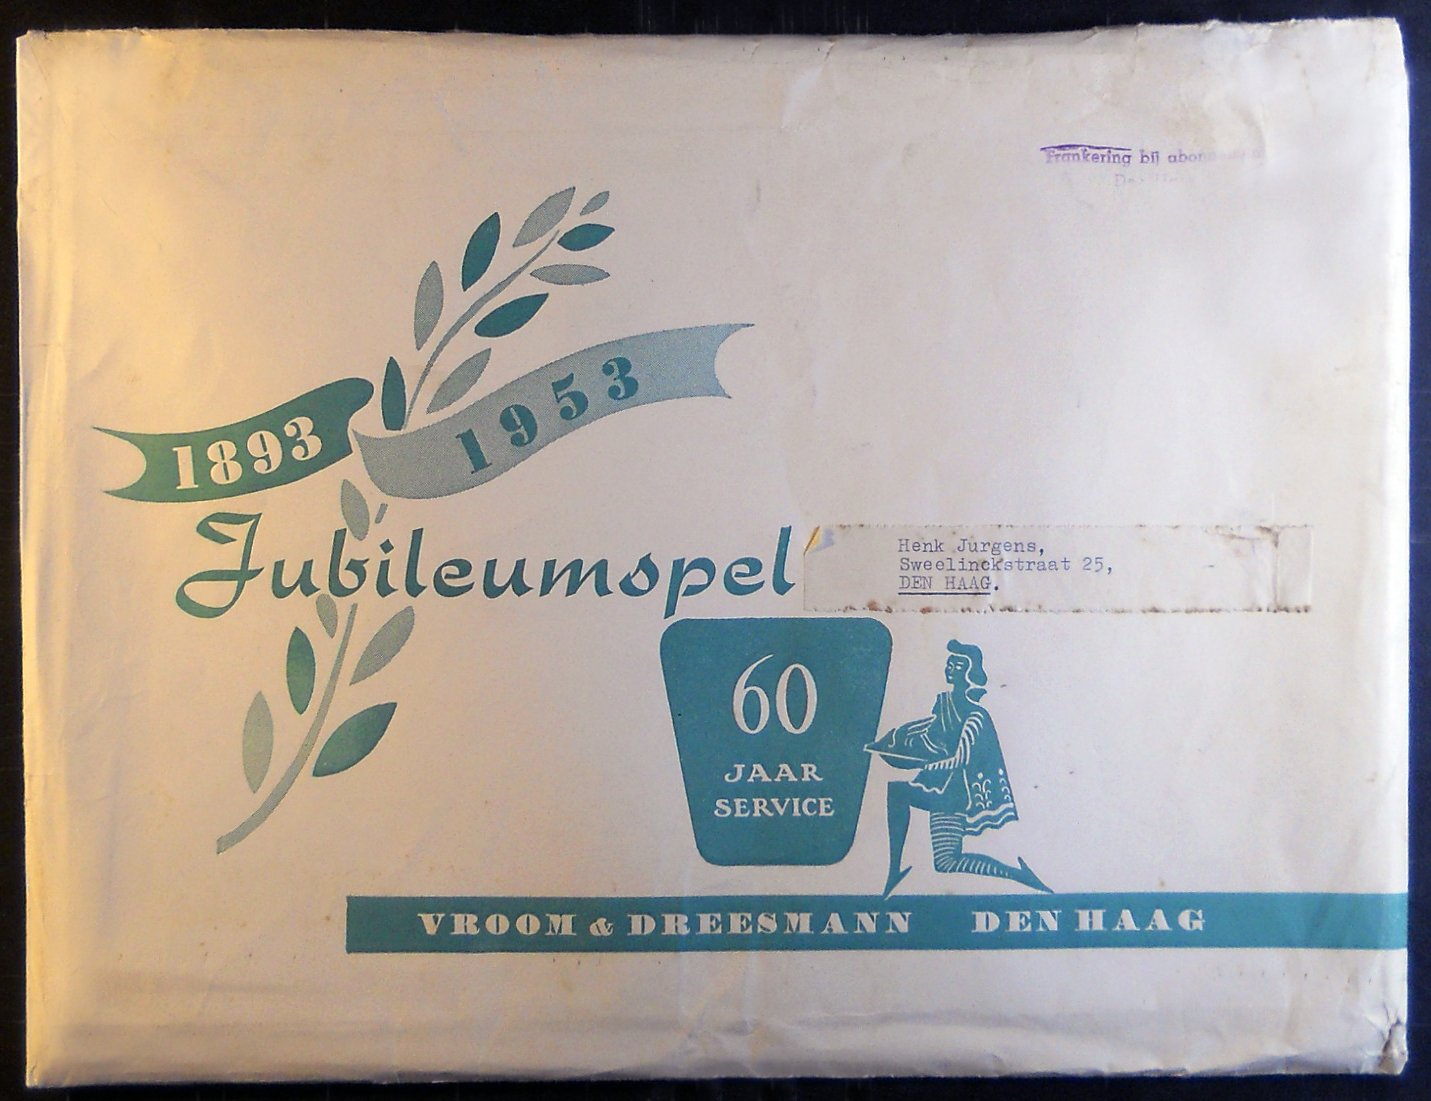 Frankering bij
1893
1953
Jubileumspel
Henk Jurgens,
Sweelinckstraat 25,
DEN HAAG.
60
JAAR
SERVICE
VROOM & DREESMANN DEN HAAG